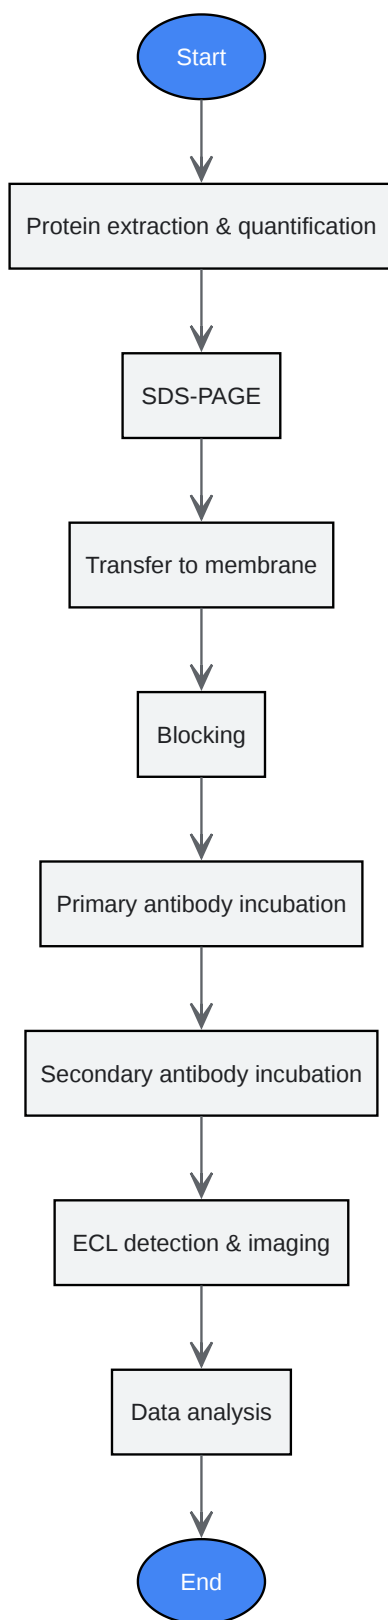 Start
Protein extraction & quantification
SDS-PAGE
Transfer to membrane
Blocking
Primary antibody incubation
Secondary antibody incubation
ECL detection & imaging
Data analysis
End